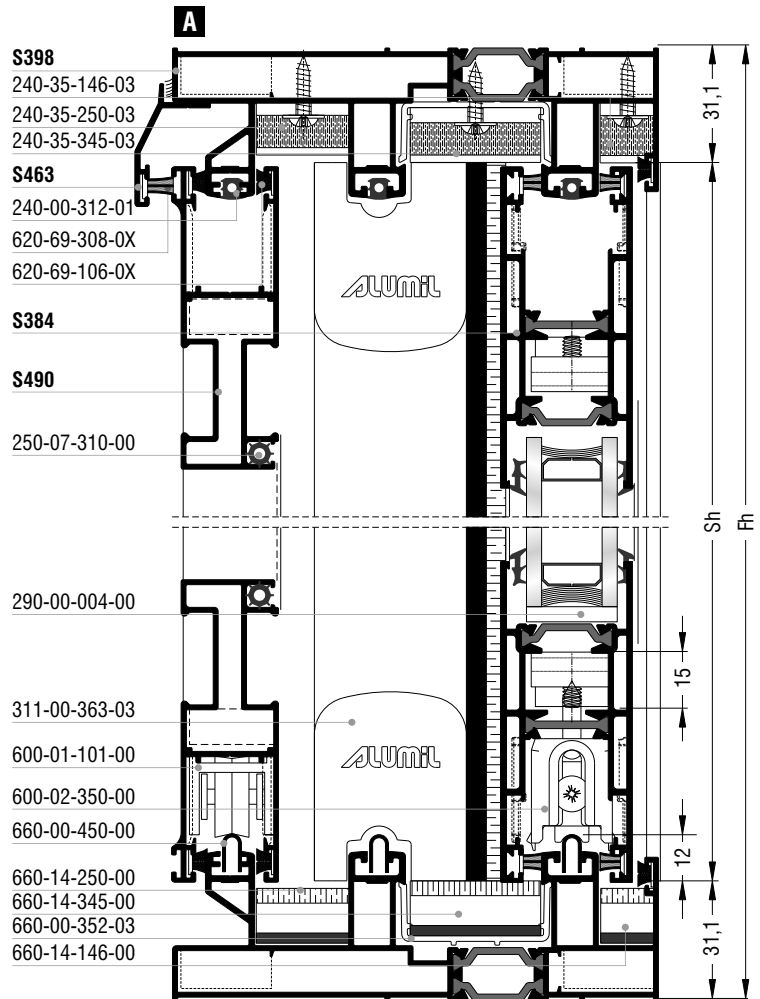 A
S398
240-35-146-03
240-35-250-03
240-35-345-03
S463
240-00-312-01
620-69-308-0X
620-69-106-0X
S384
S490
250-07-310-00
290-00-004-00
311-00-363-03
600-01-101-00
600-02-350-00
660-00-450-00
660-14-250-00
660-14-345-00
660-00-352-03
660-14-146-00
ALUMIL
ALUMIL
31,1
Sh
Fh
15
12
31,1